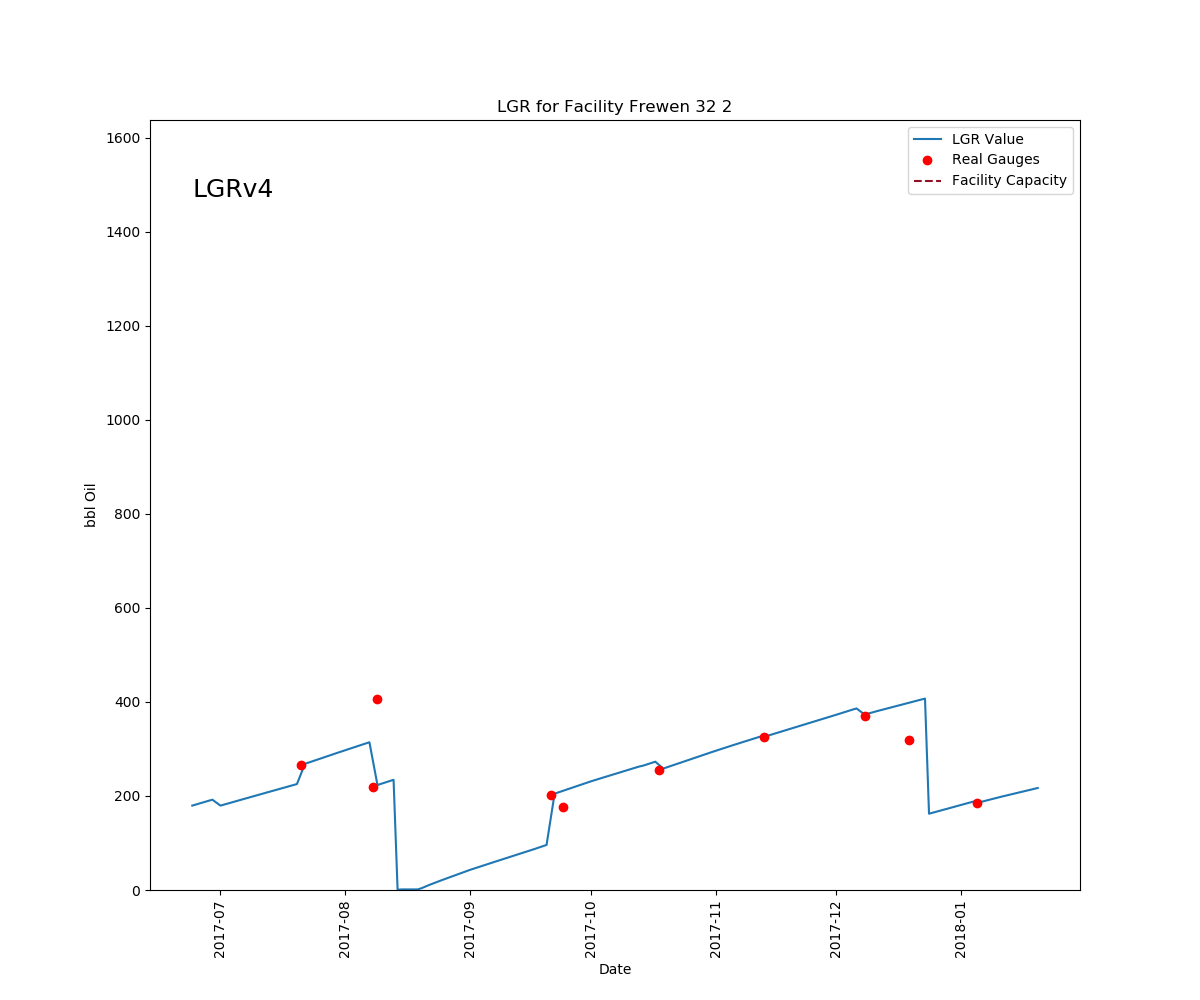 LGR for Facility Frewen 32 2
LGRv4
LGR Value
Real Gauges
Facility Capacity
bbl Oil
1600
1400
1200
1000
800
600
400
200
0
2017-07
2017-08
2017-09
2017-10
2017-11
2017-12
2018-01
Date